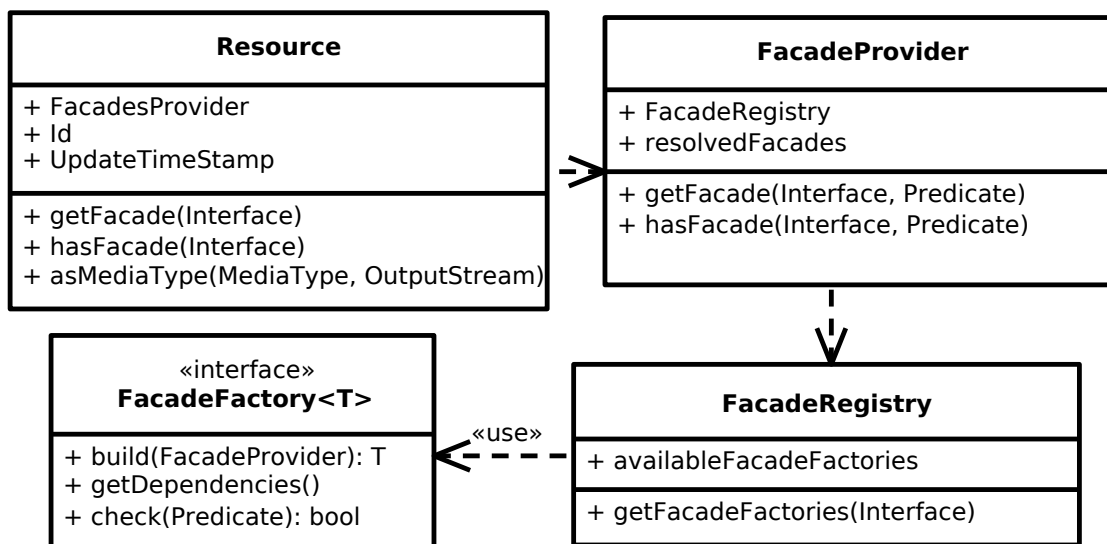 Resource
+ FacadesProvider
+ Id
+ UpdateTimeStamp
+ getFacade(Interface)
+ hasFacade(Interface)
+ asMediaType(MediaType, OutputStream)
FacadeProvider
+ FacadeRegistry
+ resolvedFacades
+ getFacade(Interface, Predicate)
+ hasFacade(Interface, Predicate)
«interface»
FacadeFactory<T>
+ build(FacadeProvider): T
+ getDependencies()
+ check(Predicate): bool
«use»
FacadeRegistry
+ availableFacadeFactories
+ getFacadeFactories(Interface)